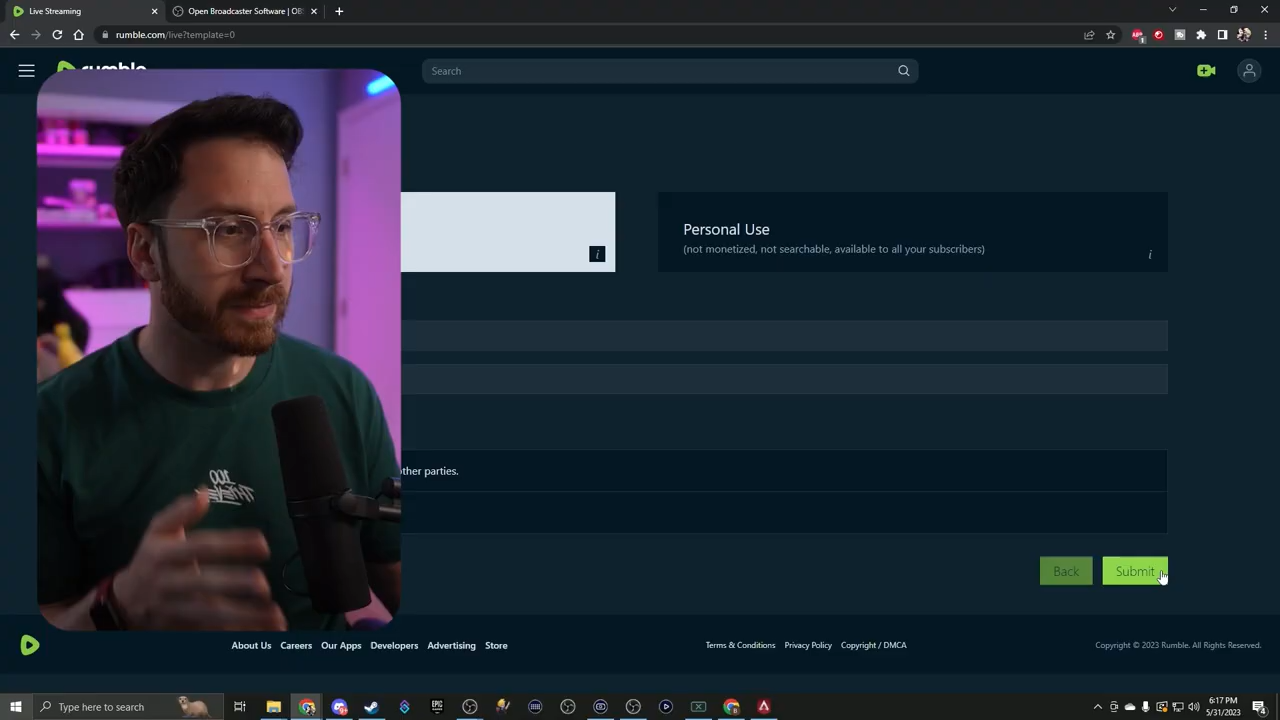 Live Streaming
Open Broadcaster Software | OB
rumble.com/live?template=0
rumble
Search
Personal Use
(not monetized, not searchable, available to all your subscribers)
i
i
other parties.
Back
Submit
About Us
Careers
Our Apps
Developers
Advertising
Store
Terms & Conditions
Privacy Policy
Copyright / DMCA
Copyright © 2023 Rumble. All Rights Reserved.
Type here to search
EPIC
6:17 PM
5/31/2023